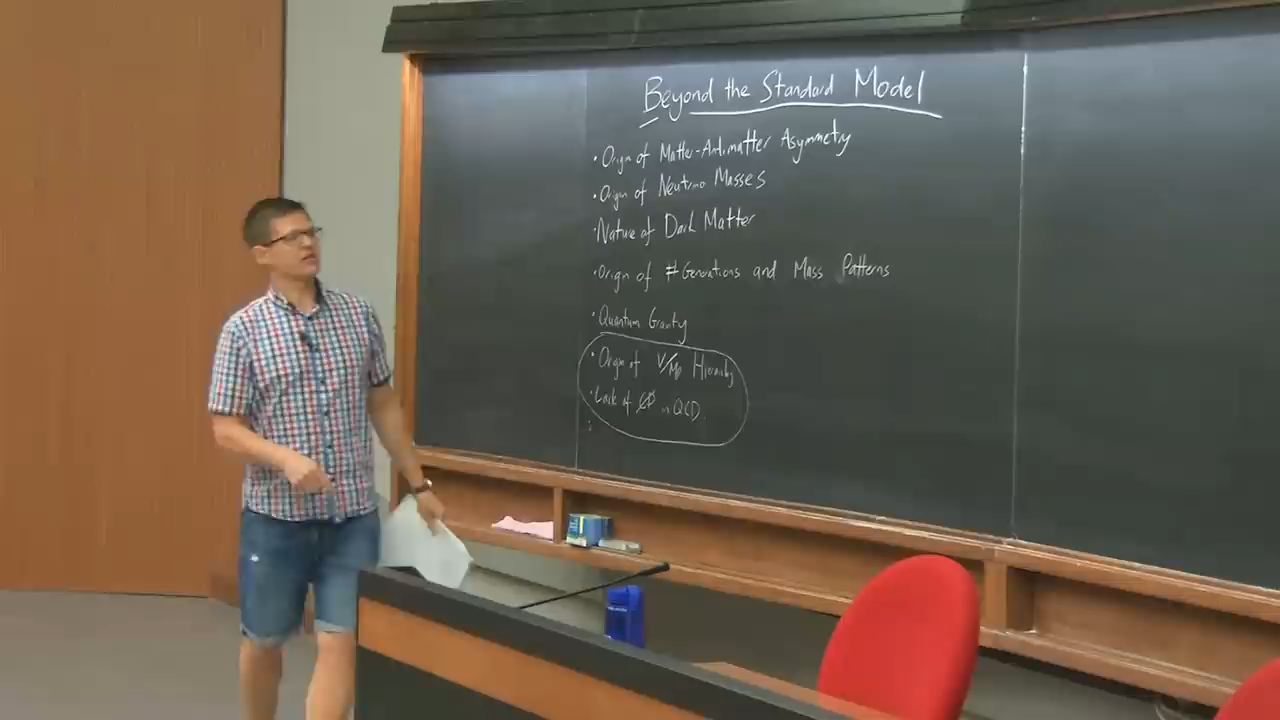 Beyond the Standard Model
• Origin of Matter-Antimatter Asymmetry
• Origin of Neutrino Masses
• Nature of Dark Matter
• Origin of # Generations and Mass Patterns
• Quantum Gravity
• Origin of V/Mp Hierarchy
• Lack of CP in QCD